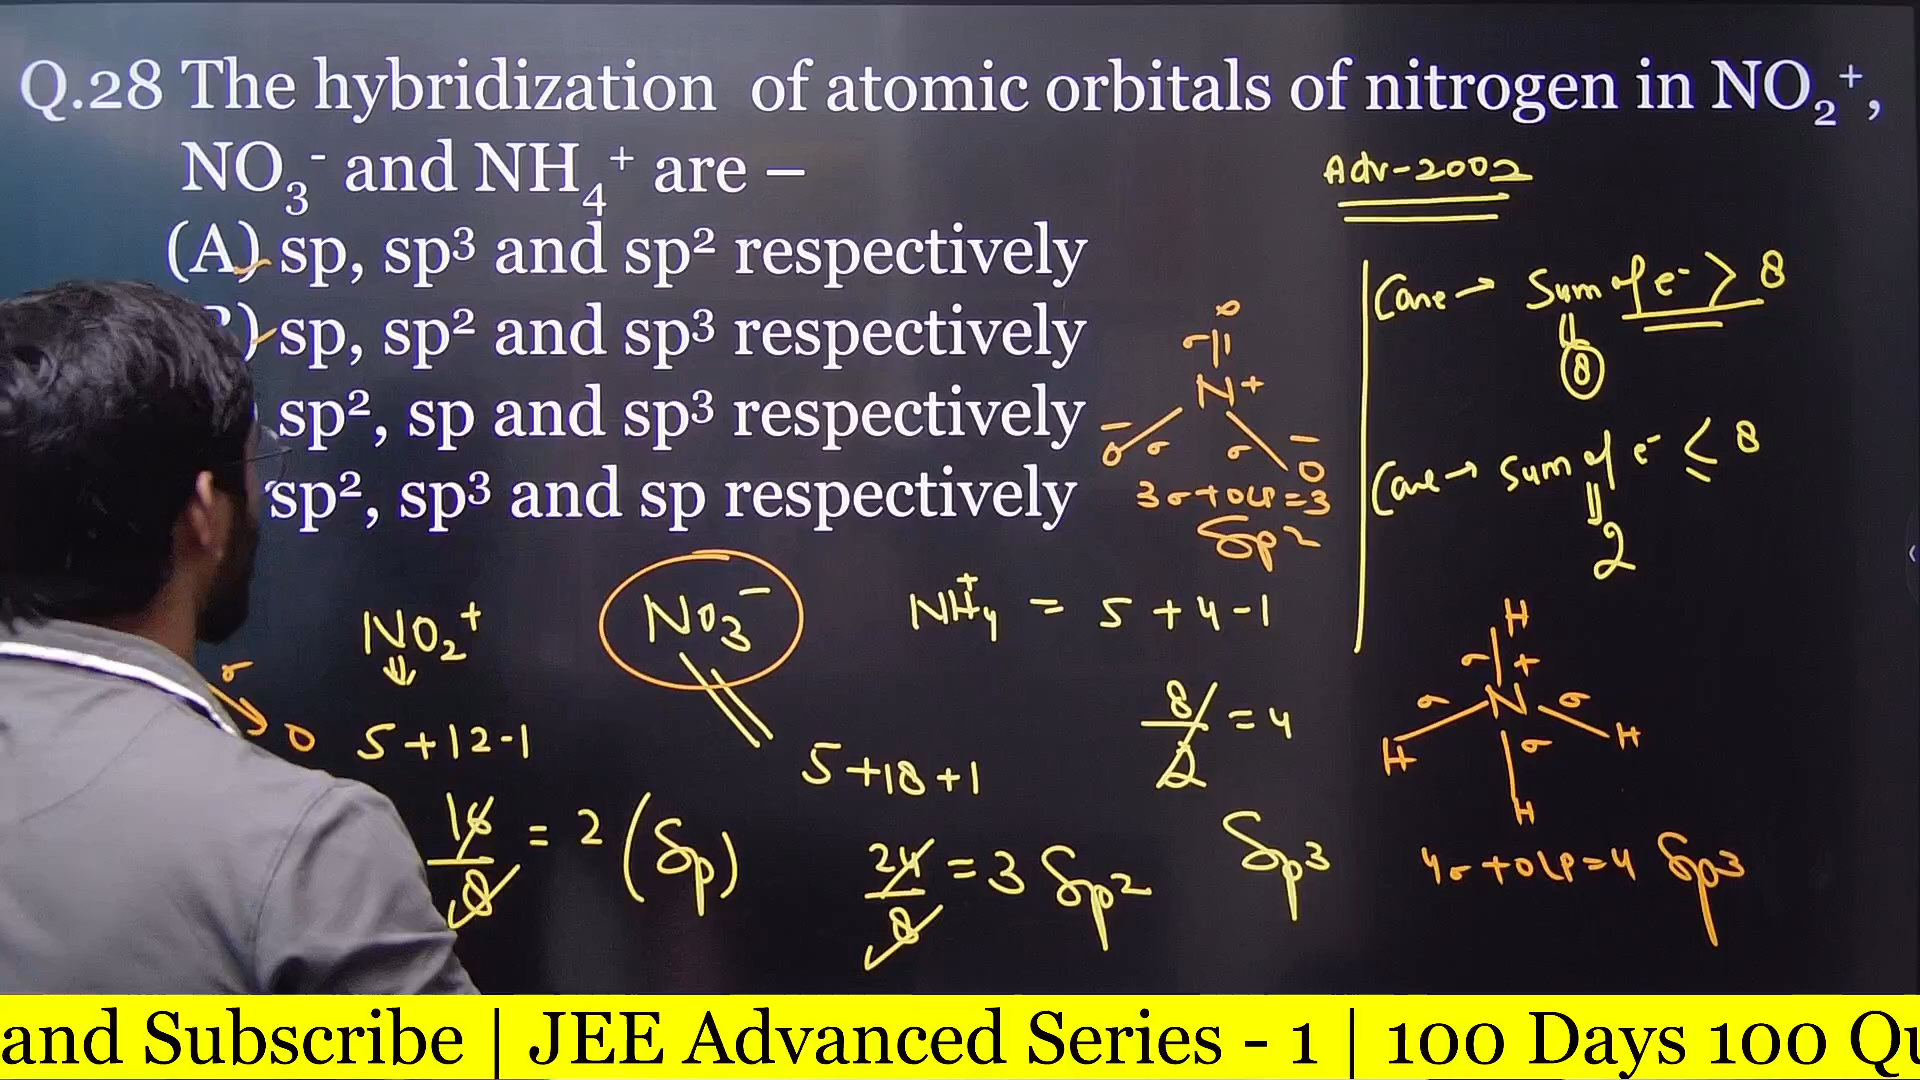 Q.28 The hybridization of atomic orbitals of nitrogen in NO₂⁺,
NO₃⁻ and NH₄⁺ are –
Adv-2002
(A) sp, sp³ and sp² respectively
) sp, sp² and sp³ respectively
sp², sp and sp³ respectively
sp², sp³ and sp respectively
Case → Sum of e⁻ > 8
8
Case → Sum of e⁻ ≤ 8
2
O
σ
N +
O⁻ σ σ O⁻
3σ+0LP=3
Sp2
NO₂⁺
NO₃⁻
NH₄⁺ = 5 + 4 - 1
8/2 = 4
Sp3
5+12-1
16/8 = 2 (Sp)
5+18+1
24/8 = 3 Sp2
σ
O
H
σ +
σ N σ
H σ H
H
4σ+0LP=4 Sp3
and Subscribe | JEE Advanced Series - 1 | 100 Days 100 Qu